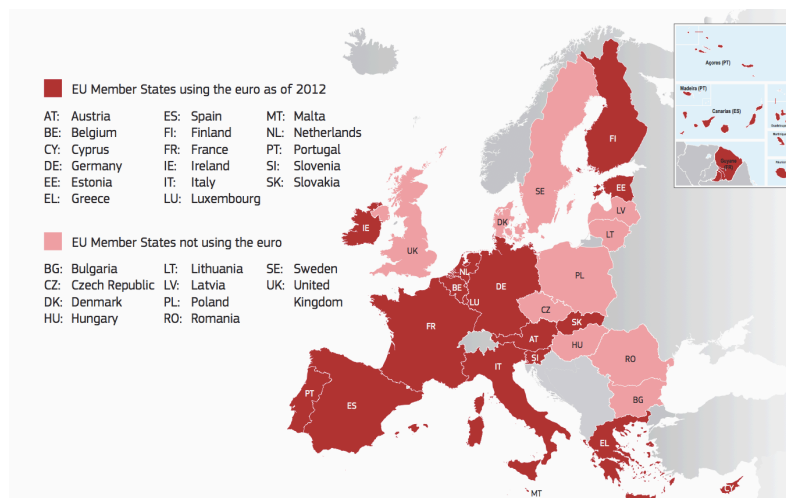 EU Member States using the euro as of 2012
AT: Austria
BE: Belgium
CY: Cyprus
DE: Germany
EE: Estonia
EL: Greece
ES: Spain
FI: Finland
FR: France
IE: Ireland
IT: Italy
LU: Luxembourg
MT: Malta
NL: Netherlands
PT: Portugal
SI: Slovenia
SK: Slovakia
EU Member States not using the euro
BG: Bulgaria
CZ: Czech Republic
DK: Denmark
HU: Hungary
LT: Lithuania
LV: Latvia
PL: Poland
RO: Romania
SE: Sweden
UK: United
Kingdom
Açores (PT)
Madeira (PT)
Canarias (ES)
FI
SE
EE
LV
LT
DK
IE
UK
NL
BE
LU
DE
PL
CZ
SK
FR
AT
HU
SI
IT
RO
BG
PT
ES
EL
MT
CY